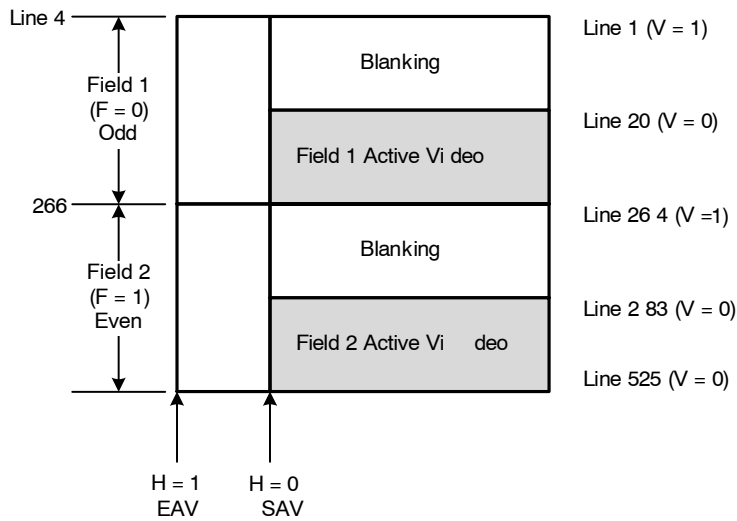 Line 4
Line 1 (V = 1)
Blanking
Field 1
(F = 0)
Odd
Line 20 (V = 0)
Field 1 Active Vi deo
266
Line 26 4 (V =1)
Blanking
Field 2
(F = 1)
Even
Line 2 83 (V = 0)
Field 2 Active Vi deo
Line 525 (V = 0)
H = 1
EAV
H = 0
SAV